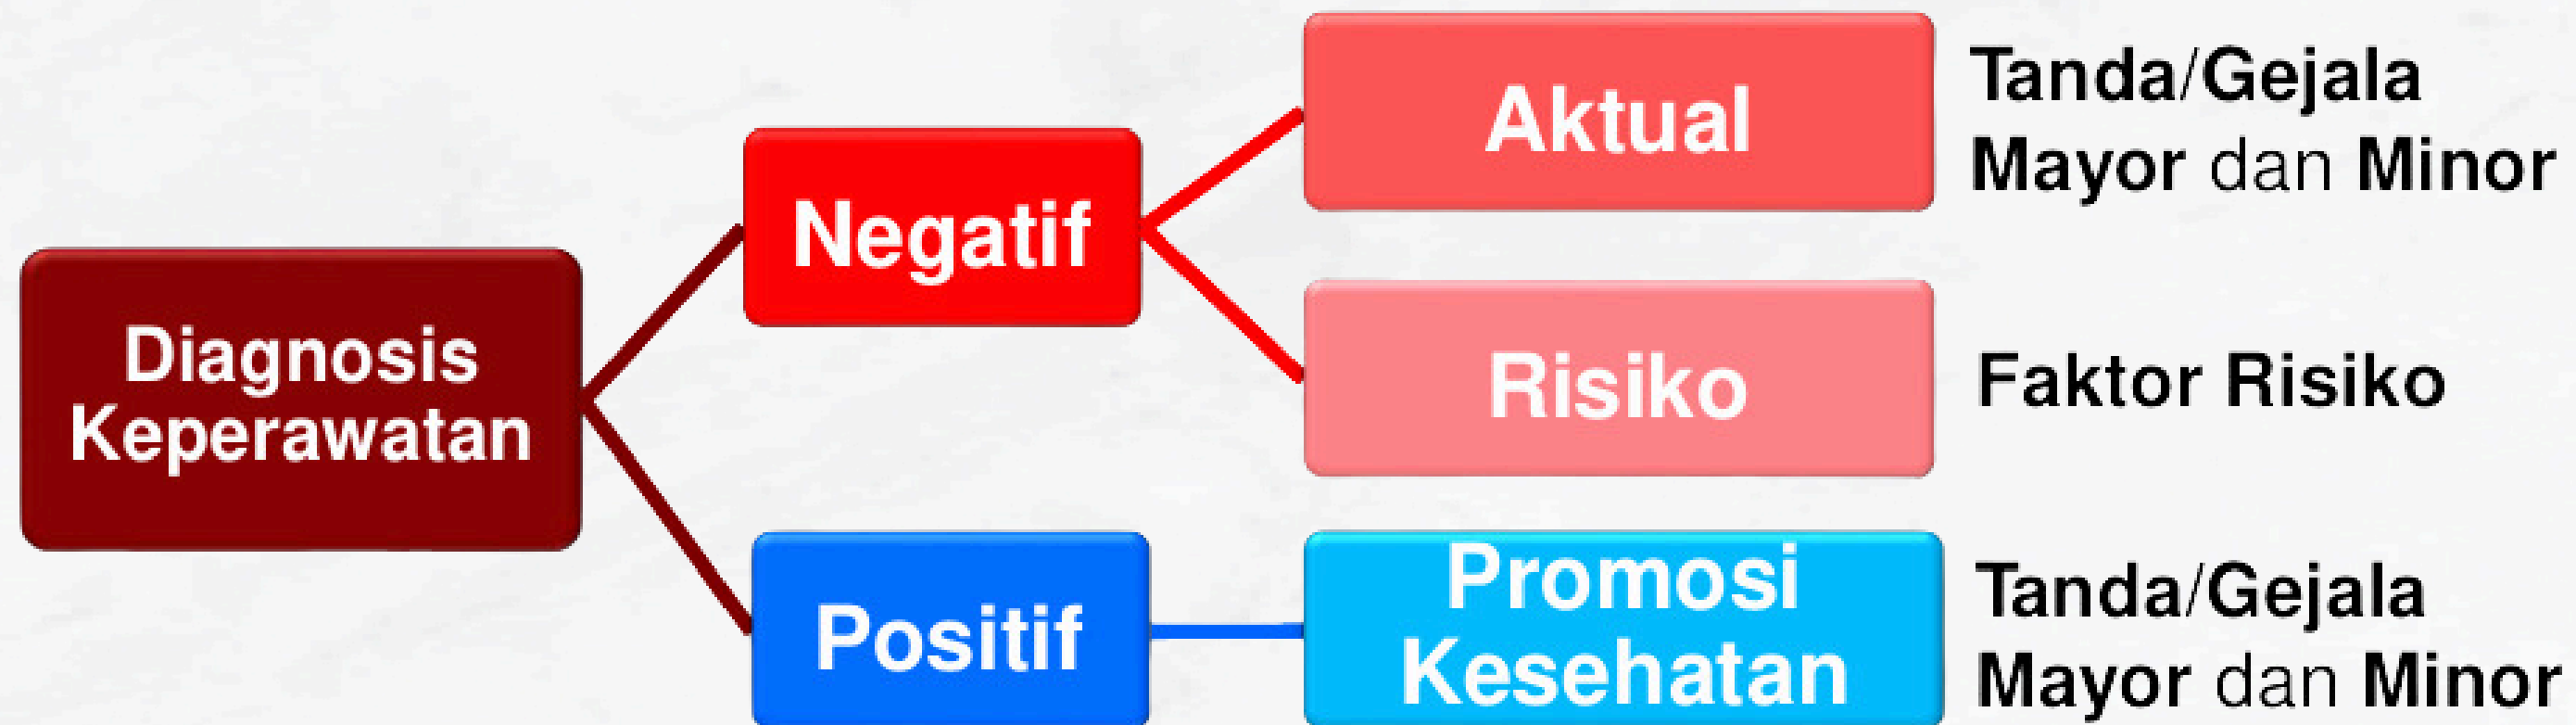 Diagnosis
Keperawatan
Negatif
Aktual
Tanda/Gejala
Mayor dan Minor
Risiko
Faktor Risiko
Positif
Promosi
Kesehatan
Tanda/Gejala
Mayor dan Minor